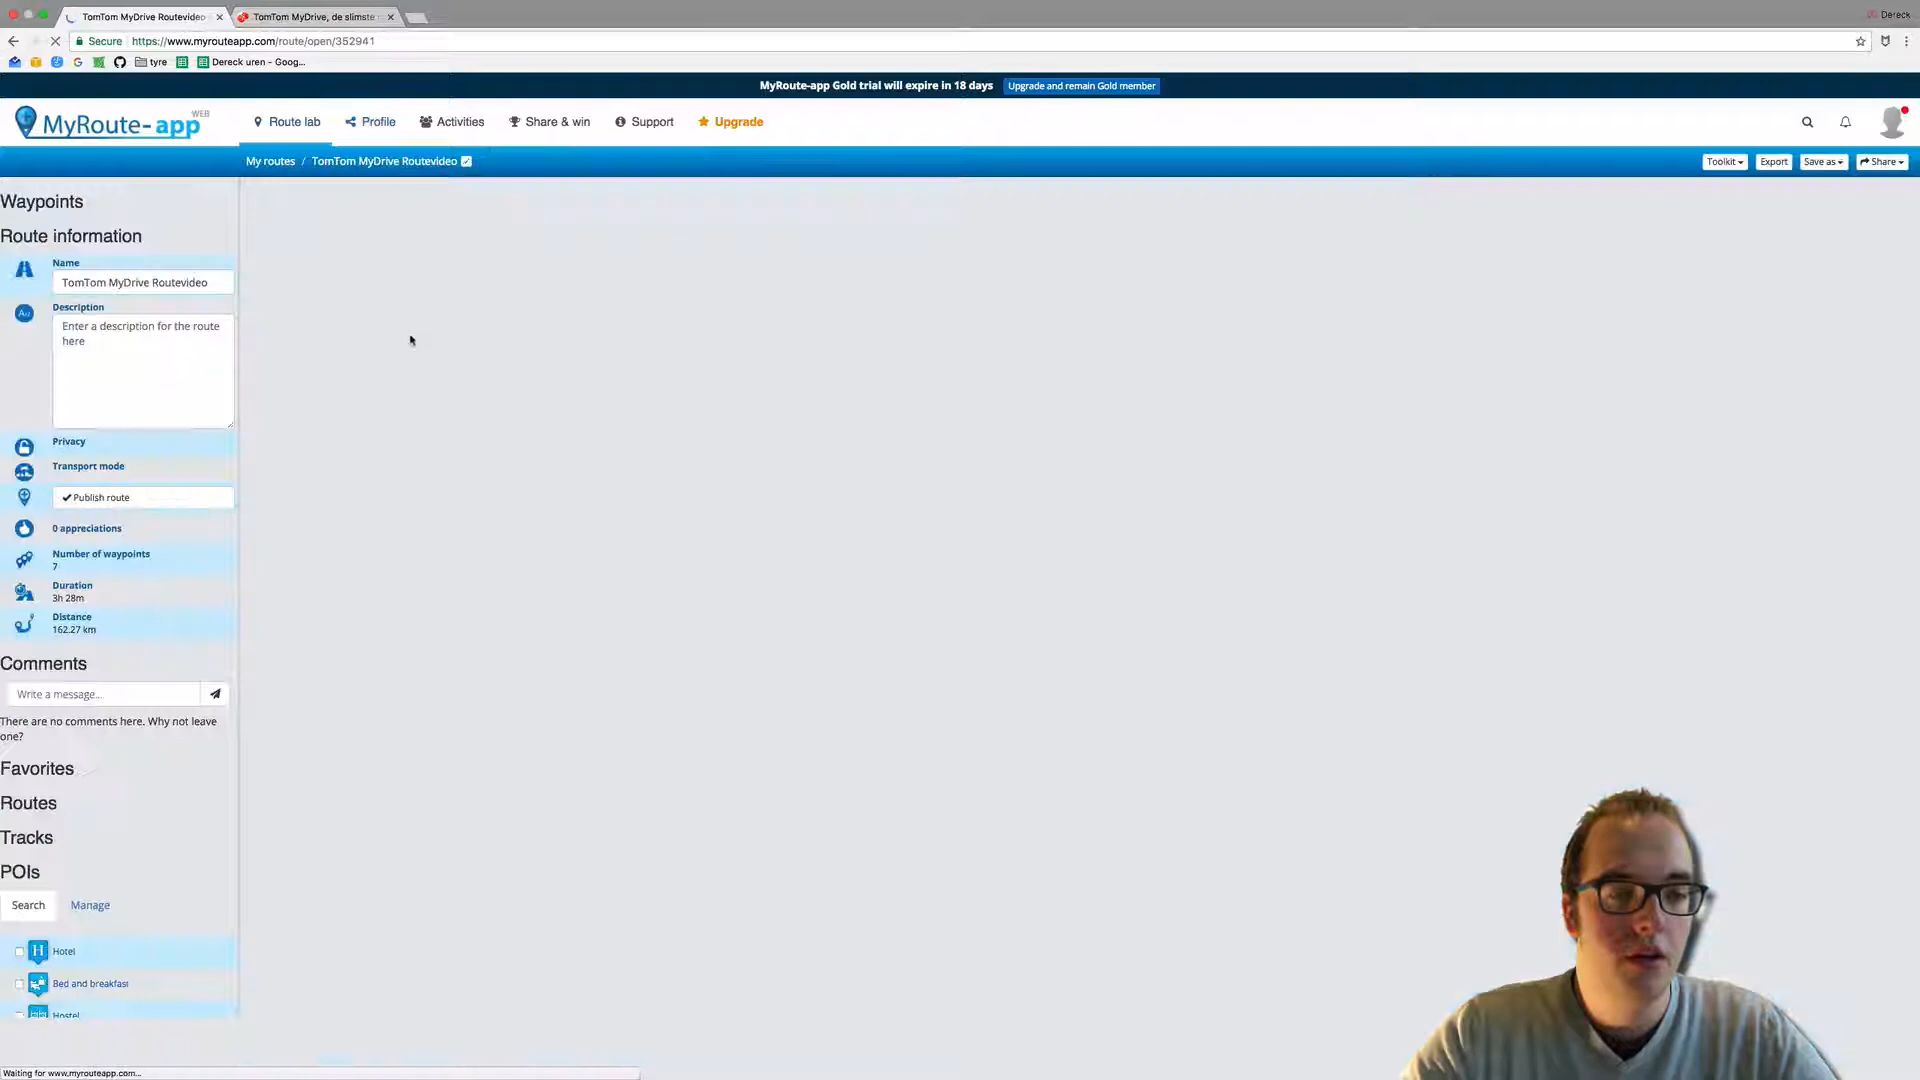 TomTom MyDrive Routevideo
TomTom MyDrive, de slimste
Dereck
Secure https://www.myrouteapp.com/route/open/352941
tyre
Dereck uren - Goog...
MyRoute-app Gold trial will expire in 18 days
Upgrade and remain Gold member
MyRoute-app WEB
Route lab
Profile
Activities
Share & win
Support
Upgrade
My routes / TomTom MyDrive Routevideo
Toolkit
Export
Save as
Share
Waypoints
Route information
Name
TomTom MyDrive Routevideo
Description
Enter a description for the route
here
Privacy
Transport mode
Publish route
0 appreciations
Number of waypoints
7
Duration
3h 28m
Distance
162.27 km
Comments
Write a message...
There are no comments here. Why not leave
one?
Favorites
Routes
Tracks
POIs
Search
Manage
H
Hotel
Bed and breakfast
Hostel
Waiting for www.myrouteapp.com...